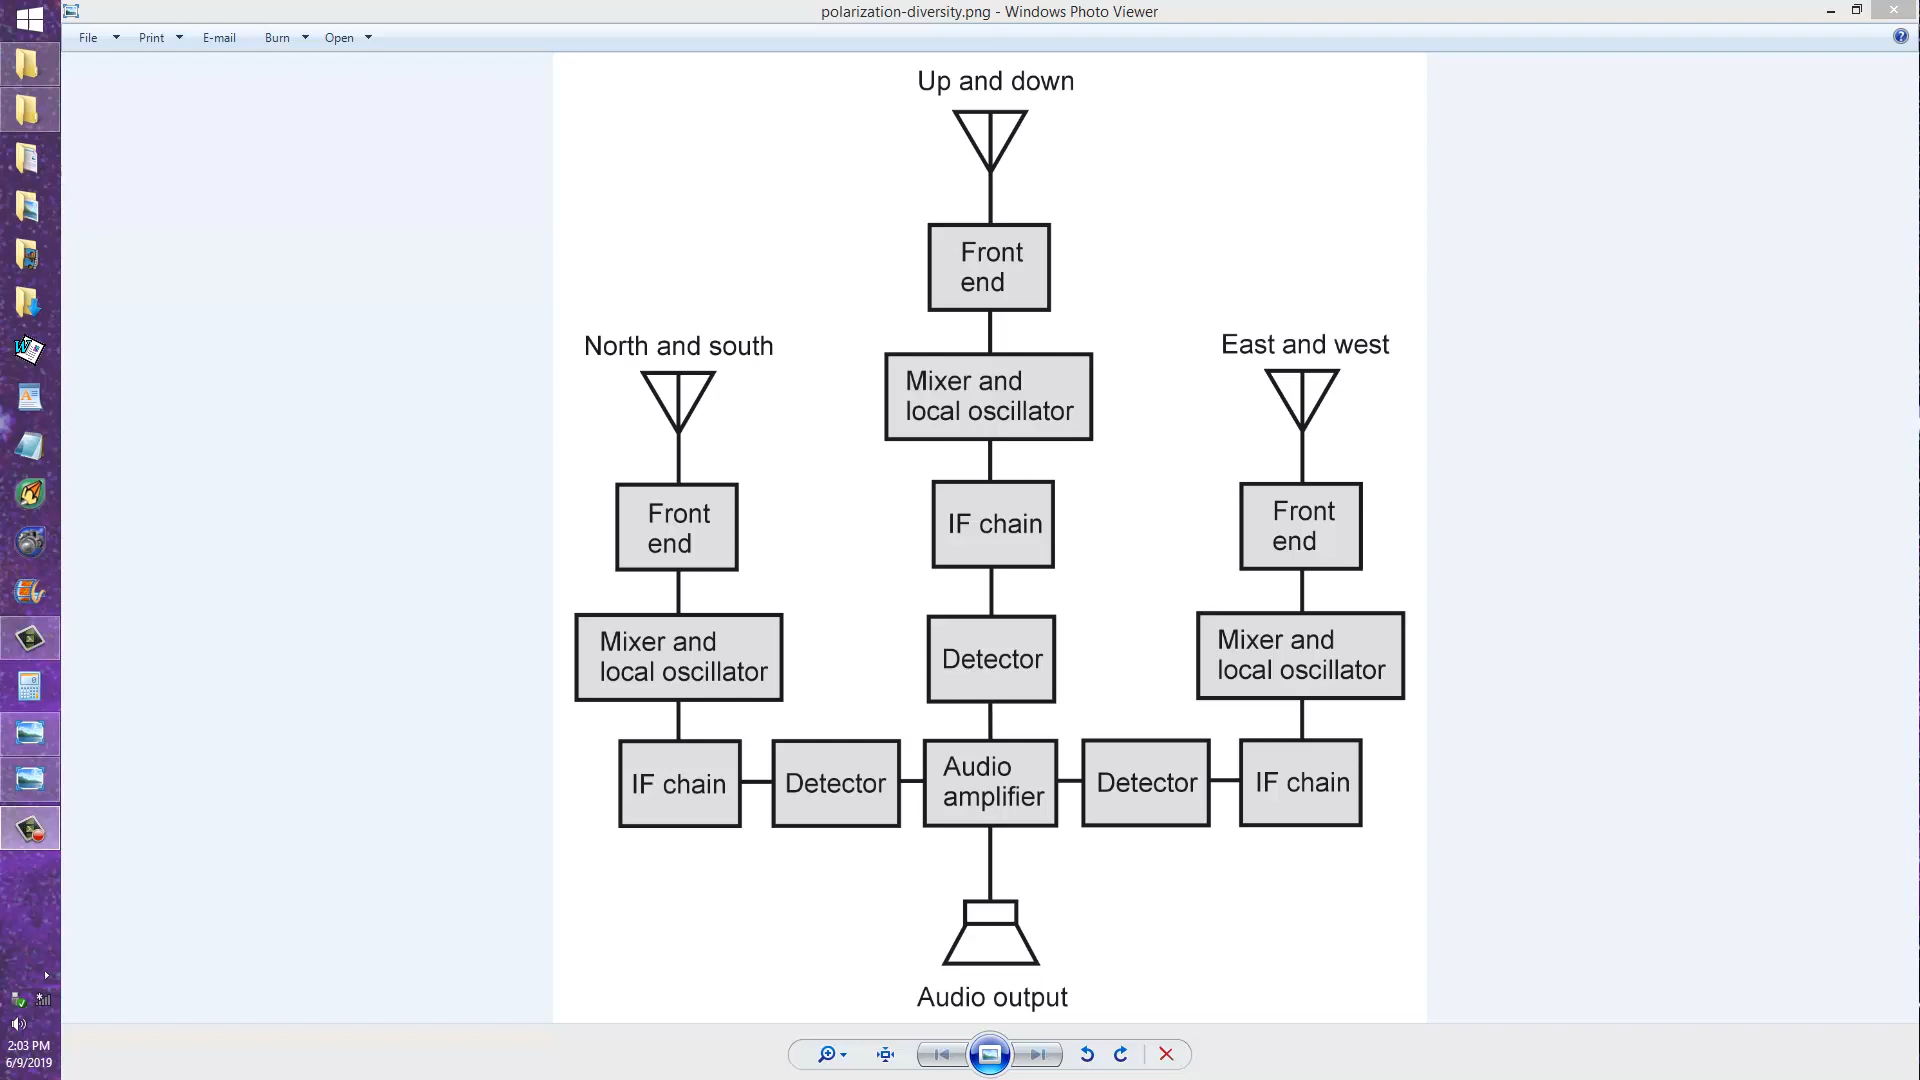 polarization-diversity.png - Windows Photo Viewer
File
Print
E-mail
Burn
Open
Up and down
Front
end
Mixer and
local oscillator
IF chain
Detector
North and south
Front
end
Mixer and
local oscillator
IF chain
Detector
East and west
Front
end
Mixer and
local oscillator
IF chain
Detector
Audio
amplifier
Audio output
2:03 PM
6/9/2019